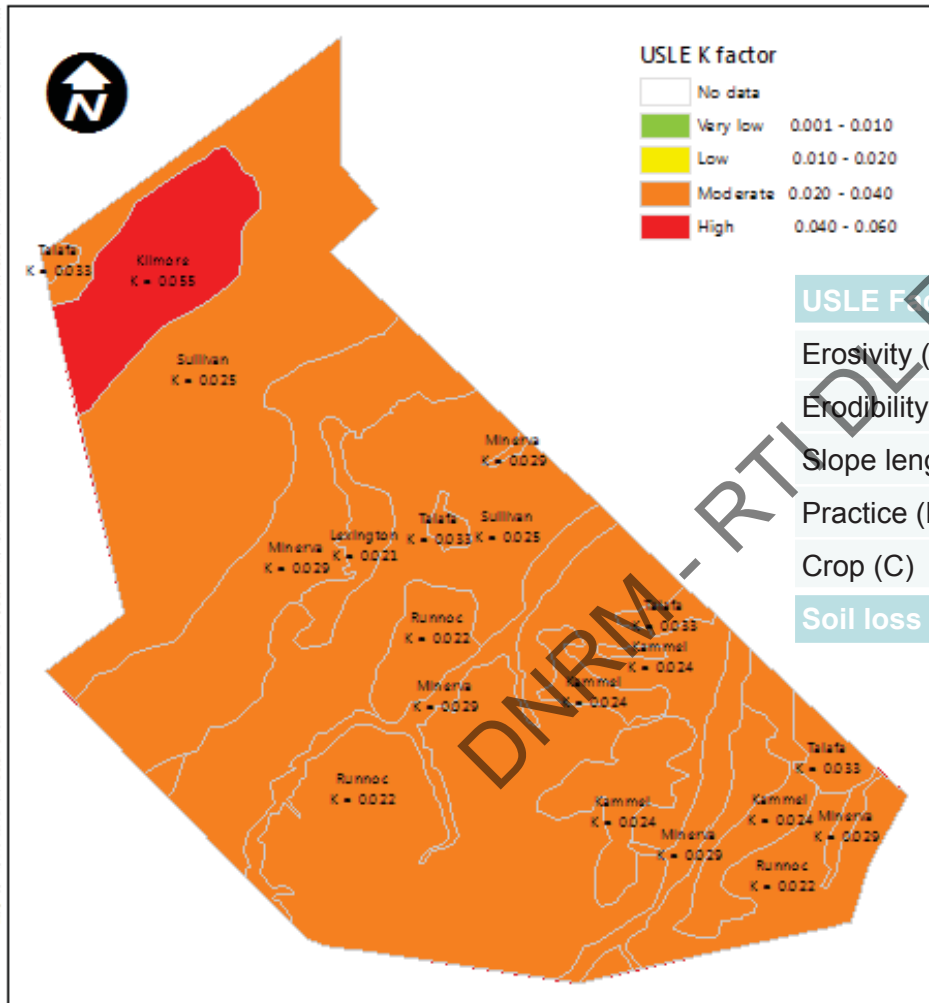 N
USLE K factor
No data
Very low 0.001 - 0.010
Low 0.010 - 0.020
Moderate 0.020 - 0.040
High 0.040 - 0.060
Talafa
K = 0.033
Kilmore
K = 0.055
Sullivan
K = 0.025
Minerva
K = 0.029
Talafa
K = 0.033
Sullivan
K = 0.025
Lexington
K = 0.021
Minerva
K = 0.029
Runnoc
K = 0.022
Talafa
K = 0.033
Kammel
K = 0.024
Kammel
K = 0.024
Minerva
K = 0.029
Runnoc
K = 0.022
Talafa
K = 0.033
Kammel
K = 0.024
Kammel
K = 0.024
Minerva
K = 0.029
Minerva
K = 0.029
Runnoc
K = 0.022
USLE
Erosivity (
Erodibility
Slope
Practice (
Crop (C)
Soil loss
DNRM - RTI DL